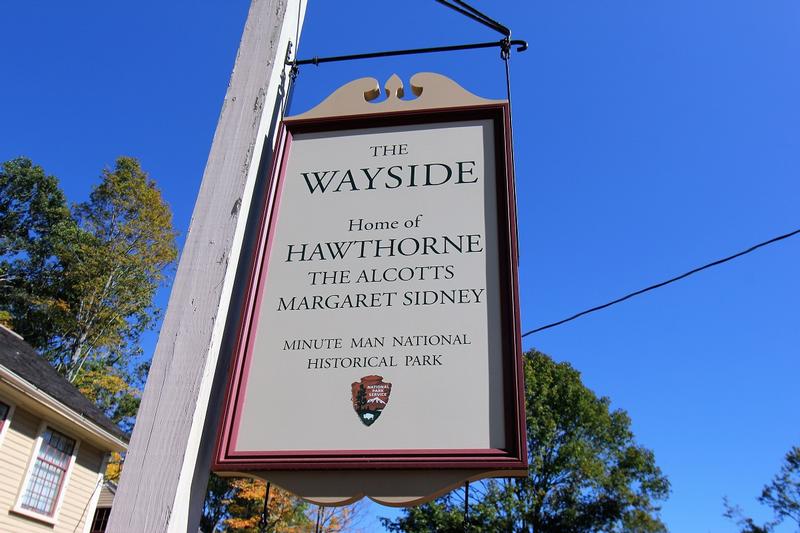 THE
WAYSIDE
Home of
HAWTHORNE
THE ALCOTTS
MARGARET SIDNEY
MINUTE MAN NATIONAL
HISTORICAL PARK
NATIONAL
PARK
SERVICE